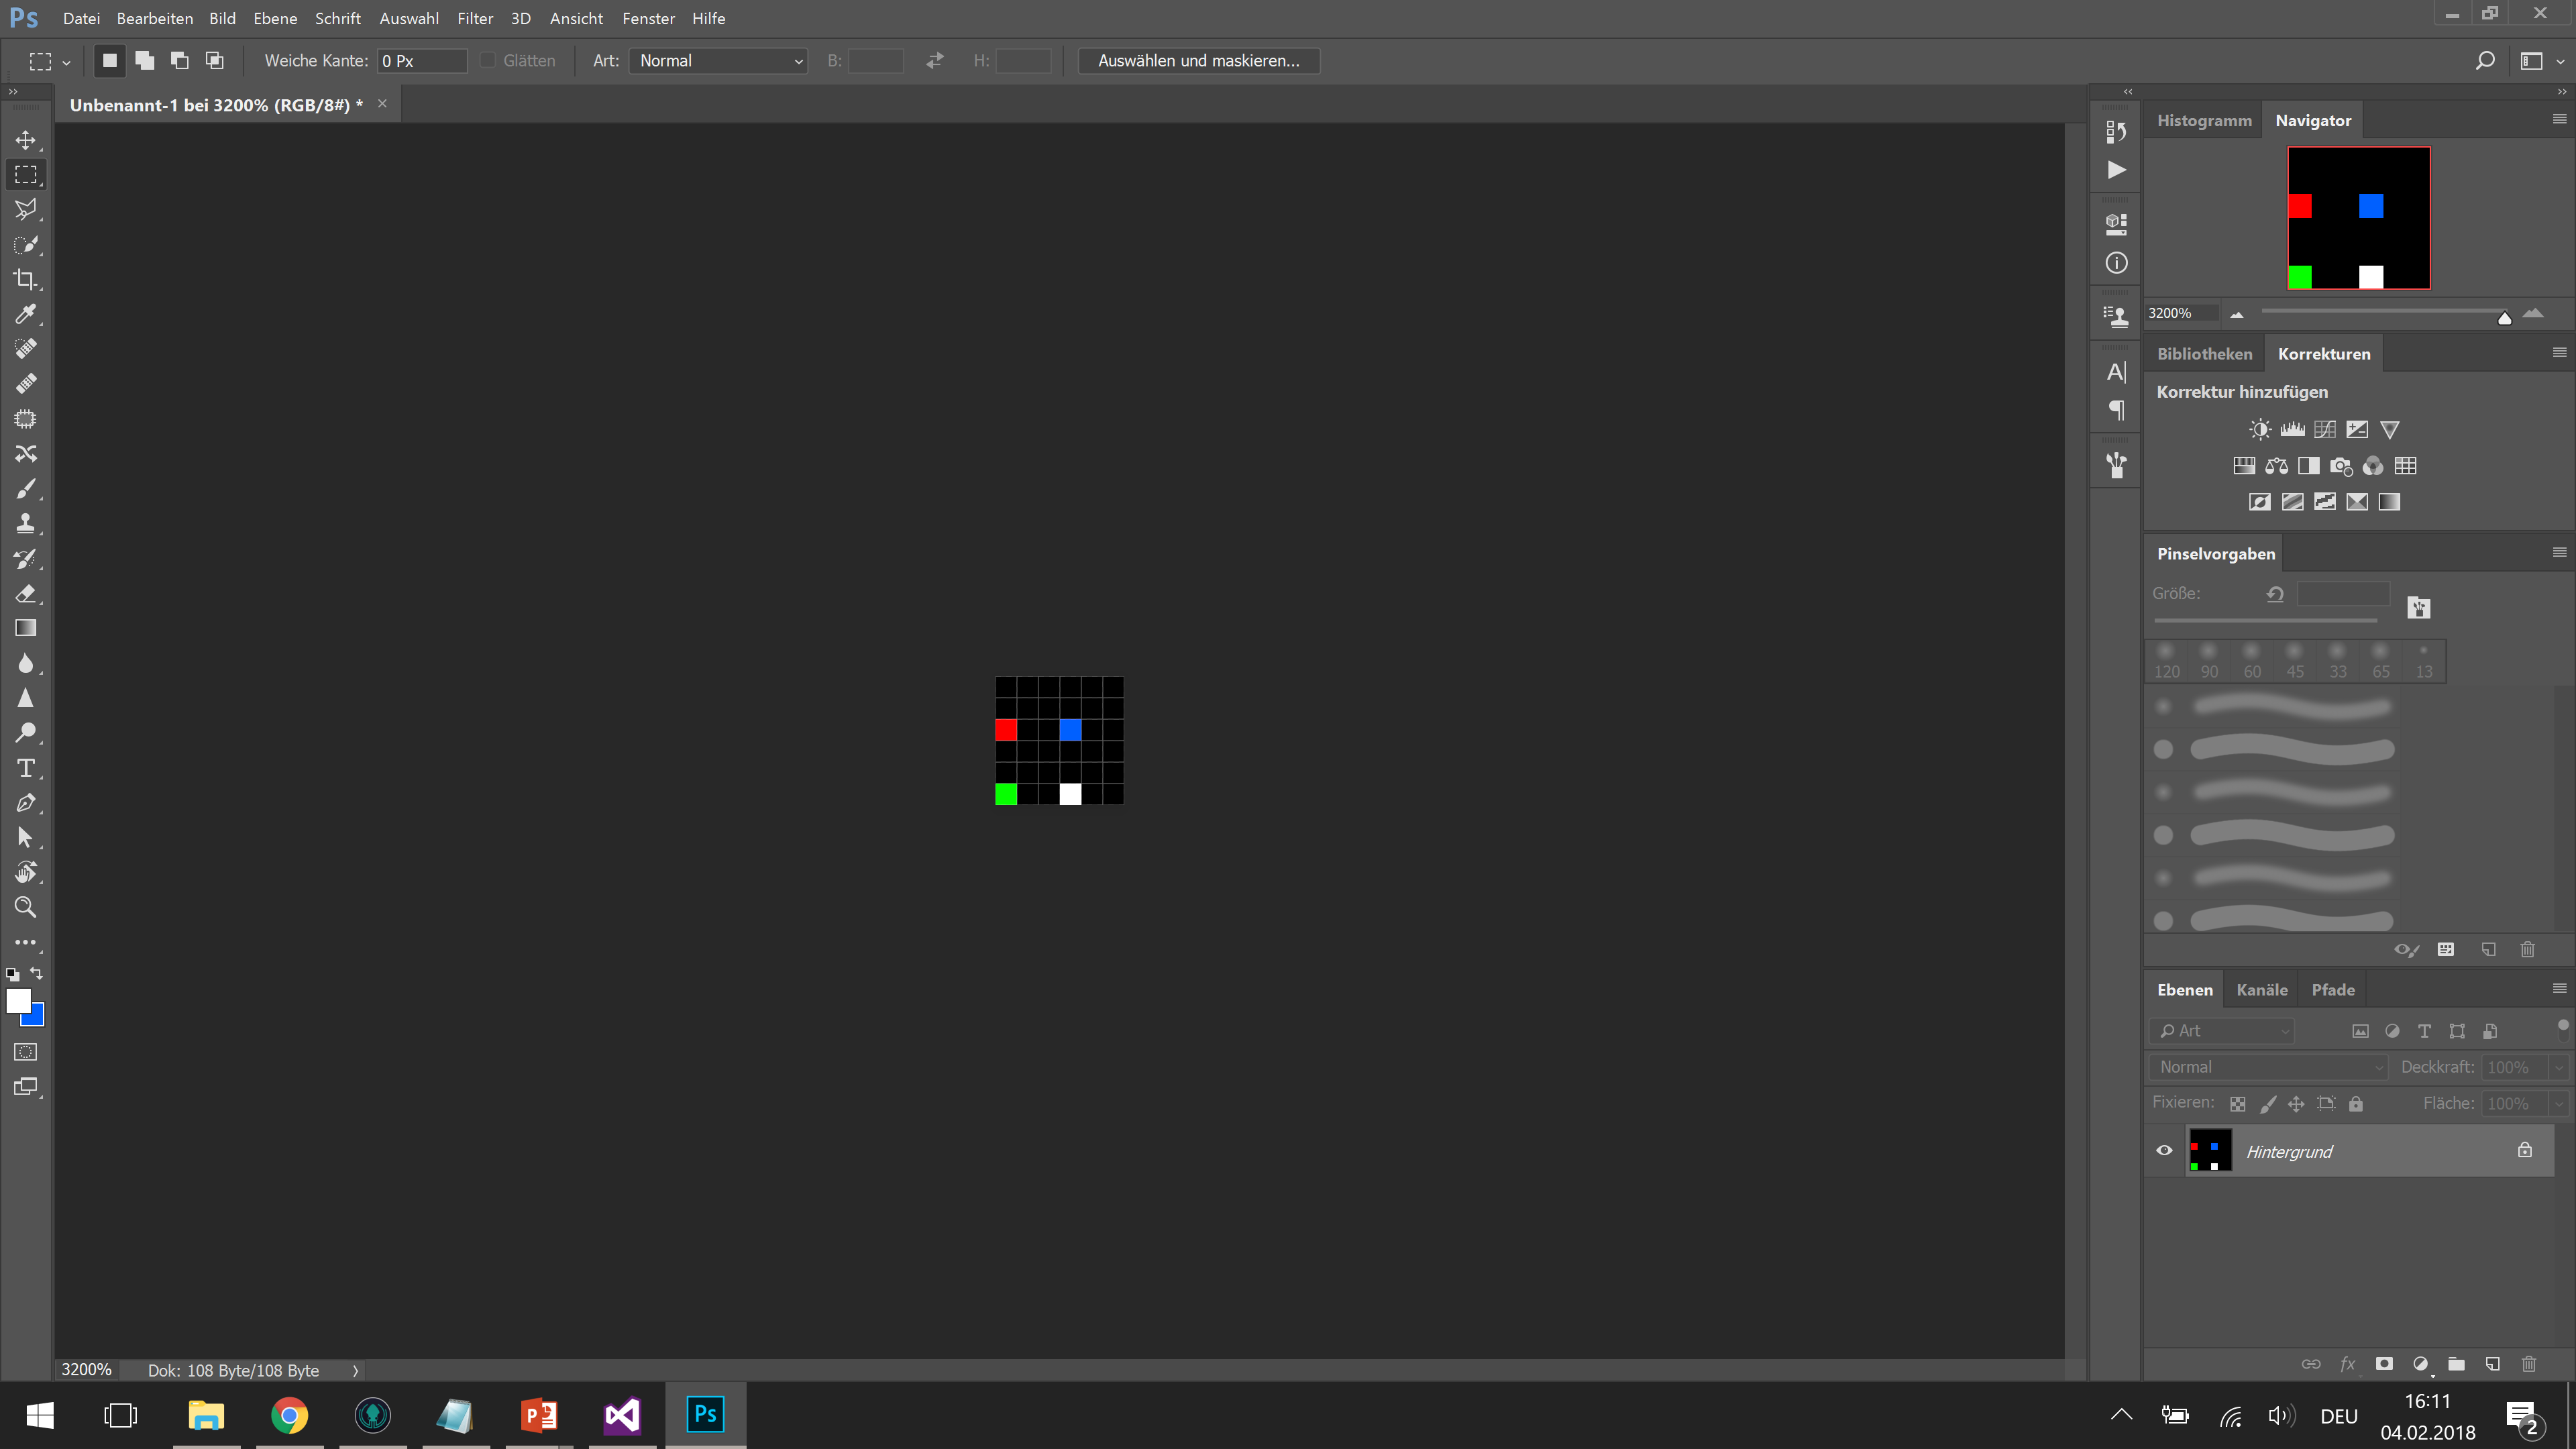 Ps Datei Bearbeiten Bild Ebene Schrift Auswahl Filter 3D Ansicht Fenster Hilfe
Weiche Kante: 0 Px Glätten Art: Normal B: H: Auswählen und maskieren...
Unbenannt-1 bei 3200% (RGB/8#) * ×
Histogramm Navigator
3200%
Bibliotheken Korrekturen
Korrektur hinzufügen
Pinselvorgaben
Größe:
120 90 60 45 33 65 13
Ebenen Kanäle Pfade
Art
Normal Deckkraft: 100%
Fixieren: Fläche: 100%
Hintergrund
fx
3200% Dok: 108 Byte/108 Byte
Ps
DEU
16:11
04.02.2018
2